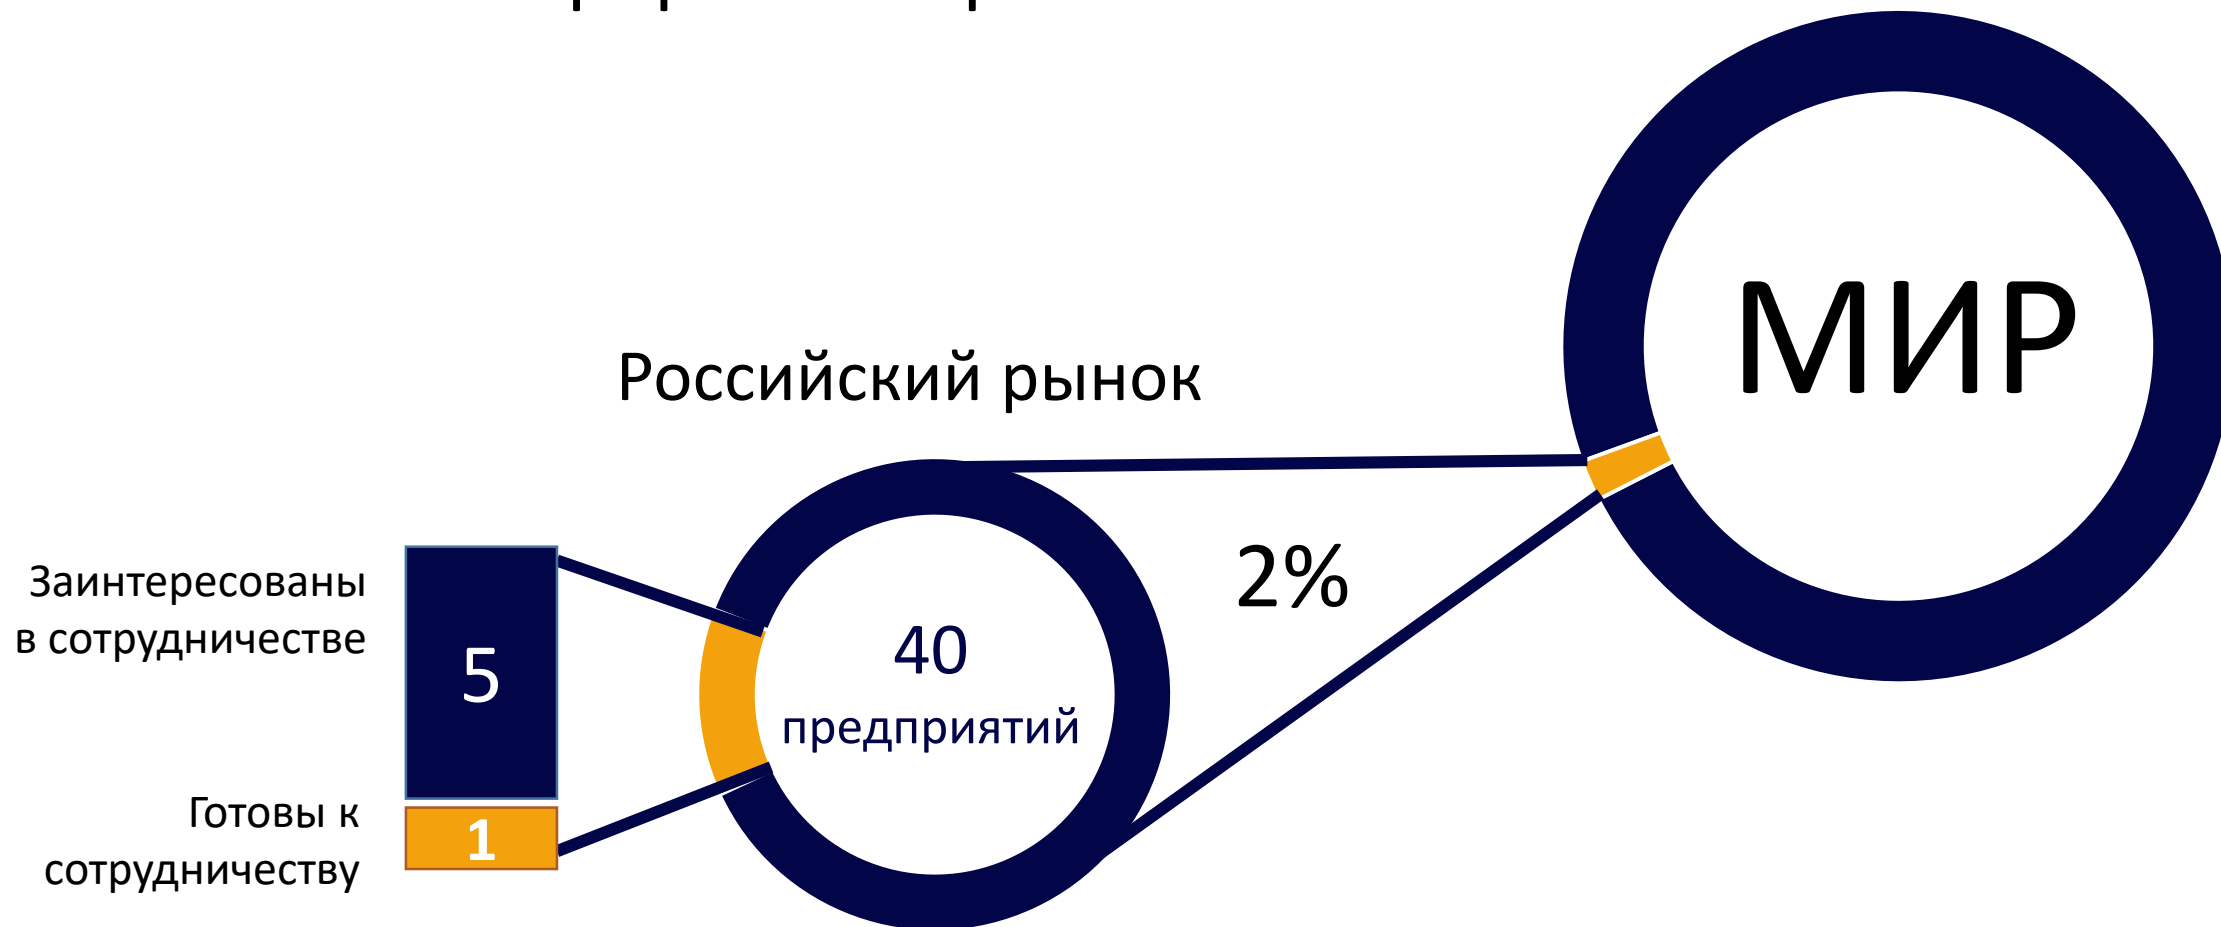 МИР
Российский рынок
2%
40
предприятий
Заинтересованы
в сотрудничестве
5
Готовы к
сотрудничеству
1